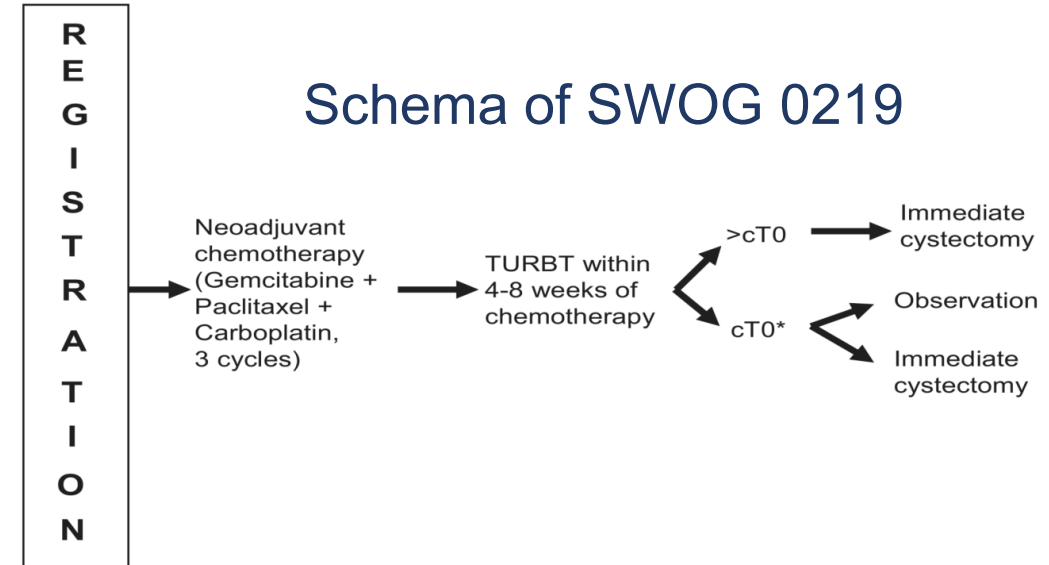 REGISTRATION
Schema of SWOG 0219
Neoadjuvant
chemotherapy
(Gemcitabine +
Paclitaxel +
Carboplatin,
3 cycles)
TURBT within
4-8 weeks of
chemotherapy
>cT0
Immediate
cystectomy
cT0*
Observation
Immediate
cystectomy